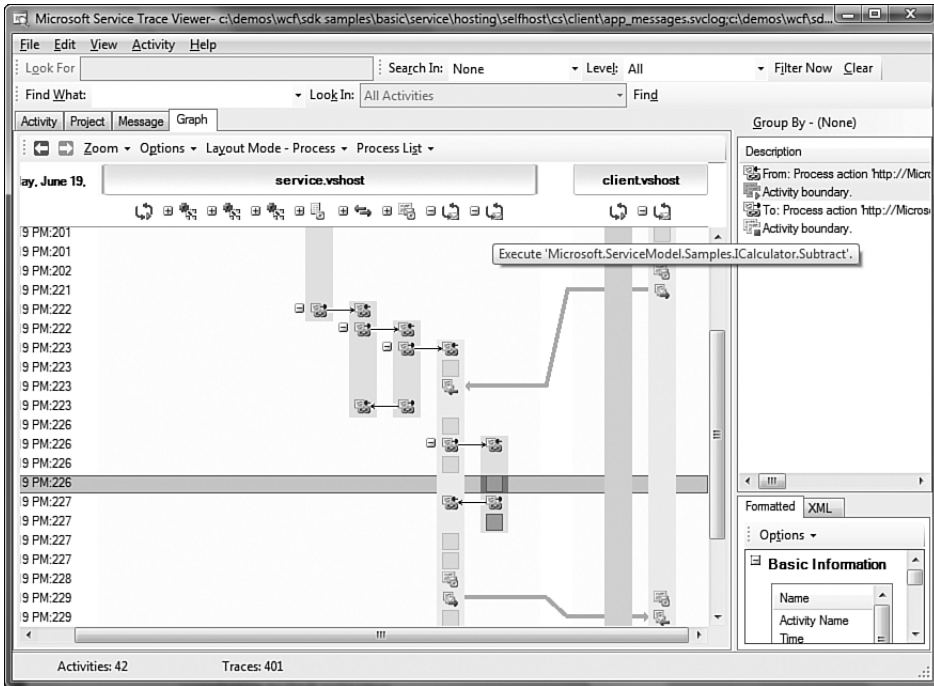 Microsoft Service Trace Viewer- c:\demos\wcf\sdk samples\basic\service\hosting\selfhost\cs\client\app_messages.svclog;c:\demos\wcf\sd...
File Edit View Activity Help
Look For Search In: None Level: All Filter Now Clear
Find What: Look In: All Activities Find
Activity Project Message Graph
Group By - (None)
Zoom Options Layout Mode - Process Process List
Description
ay, June 19, service.vshost client.vshost
From: Process action 'http://Micro
Activity boundary.
To: Process action 'http://Micros
Activity boundary.
Execute 'Microsoft.ServiceModel.Samples.ICalculator.Subtract'.
9 PM:201
9 PM:201
9 PM:202
9 PM:221
9 PM:222
9 PM:222
9 PM:223
9 PM:223
9 PM:223
9 PM:223
9 PM:226
9 PM:226
9 PM:226
9 PM:226
9 PM:227
9 PM:227
9 PM:227
9 PM:227
9 PM:228
9 PM:229
9 PM:229
Formatted XML
Options
Basic Information
Name
Activity Name
Time
Activities: 42 Traces: 401